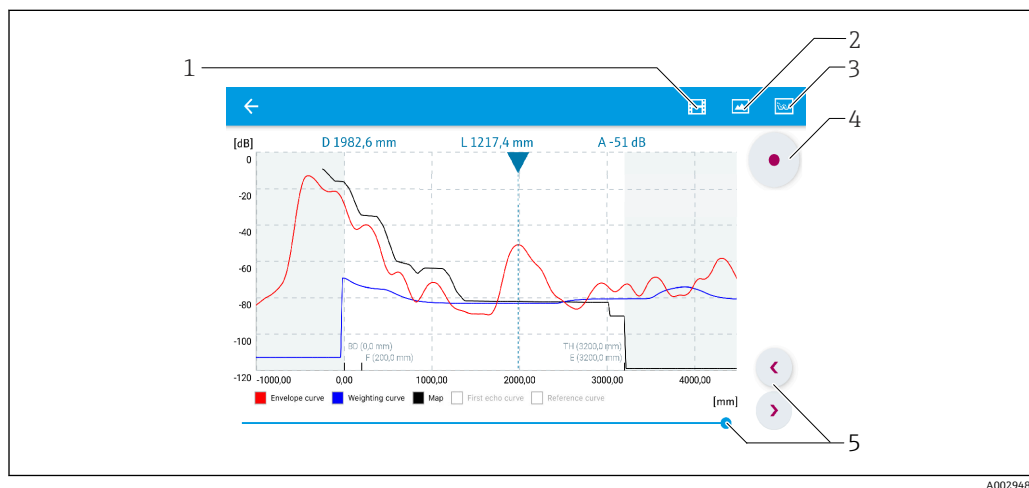 1
2
3
4
[dB]
D 1982,6 mm
L 1217,4 mm
A -51 dB
0
-20
-40
-60
-80
-100
-120
BD (0,0 mm)
F (200,0 mm)
TH (3200,0 mm)
E (3200,0 mm)
-1000,00
0,00
1000,00
2000,00
3000,00
4000,00
Envelope curve
Weighting curve
Map
First echo curve
Reference curve
[mm]
5
A002948